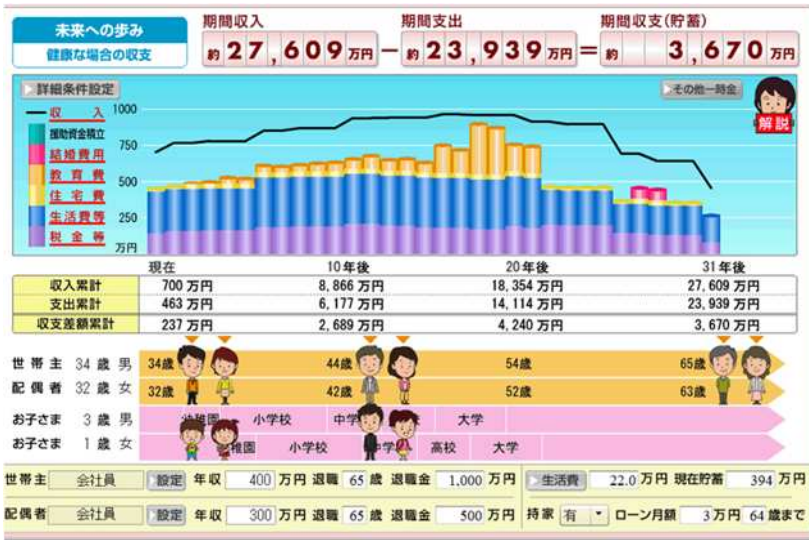 未来への歩み
健康な場合の収支
期間収入
約 27,609 万円
－
期間支出
約 23,939 万円
＝
期間収支(貯蓄)
約 3,670 万円
詳細条件設定
その他一時金
解説
収入
援助資金積立
結婚費用
教育費
住宅費
生活費等
税金等
1000
750
500
250
万円
現在 10年後 20年後 31年後
収入累計 700 万円 8,866 万円 18,354 万円 27,609 万円
支出累計 463 万円 6,177 万円 14,114 万円 23,939 万円
収支差額累計 237 万円 2,689 万円 4,240 万円 3,670 万円
世帯主 34 歳 男 34歳 44歳 54歳 65歳
配偶者 32 歳 女 32歳 42歳 52歳 63歳
お子さま 3 歳 男 幼稚園 小学校 中学 大学
お子さま 1 歳 女 稚園 小学校 中学 高校 大学
世帯主 会社員 設定 年収 400 万円 退職 65 歳 退職金 1,000 万円 生活費 22.0 万円 現在貯蓄 394 万円
配偶者 会社員 設定 年収 300 万円 退職 65 歳 退職金 500 万円 持家 有 ローン月額 3万円 64 歳まで